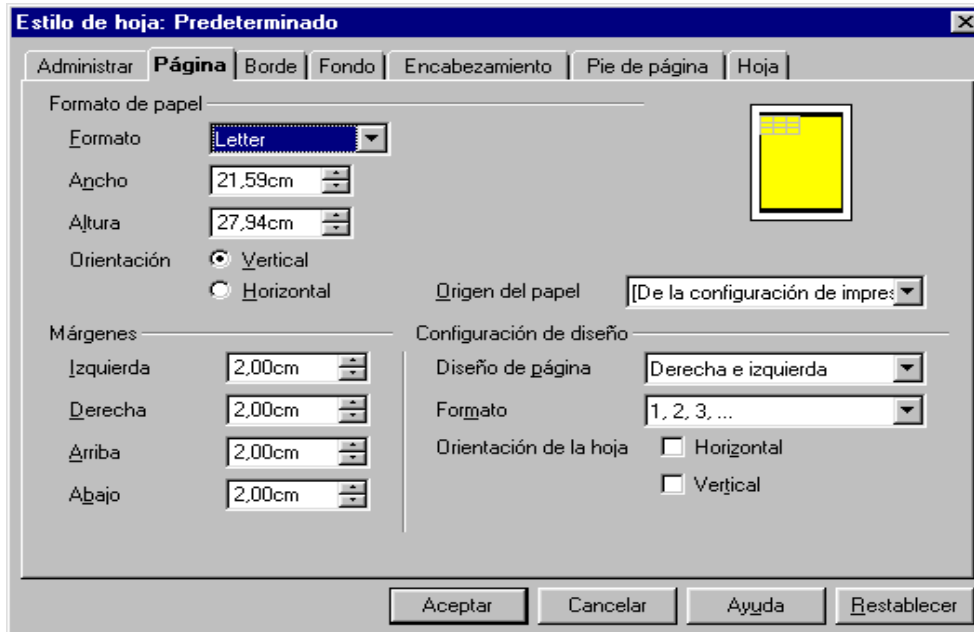 Estilo de hoja: Predeterminado
Administrar Página Borde Fondo Encabezamiento Pie de página Hoja
Formato de papel
Formato Letter
Ancho 21,59cm
Altura 27,94cm
Orientación Vertical
Horizontal
Origen del papel [De la configuración de impres
Márgenes
Izquierda 2,00cm
Derecha 2,00cm
Arriba 2,00cm
Abajo 2,00cm
Configuración de diseño
Diseño de página Derecha e izquierda
Formato 1, 2, 3, ...
Orientación de la hoja Horizontal
Vertical
Aceptar Cancelar Ayuda Restablecer